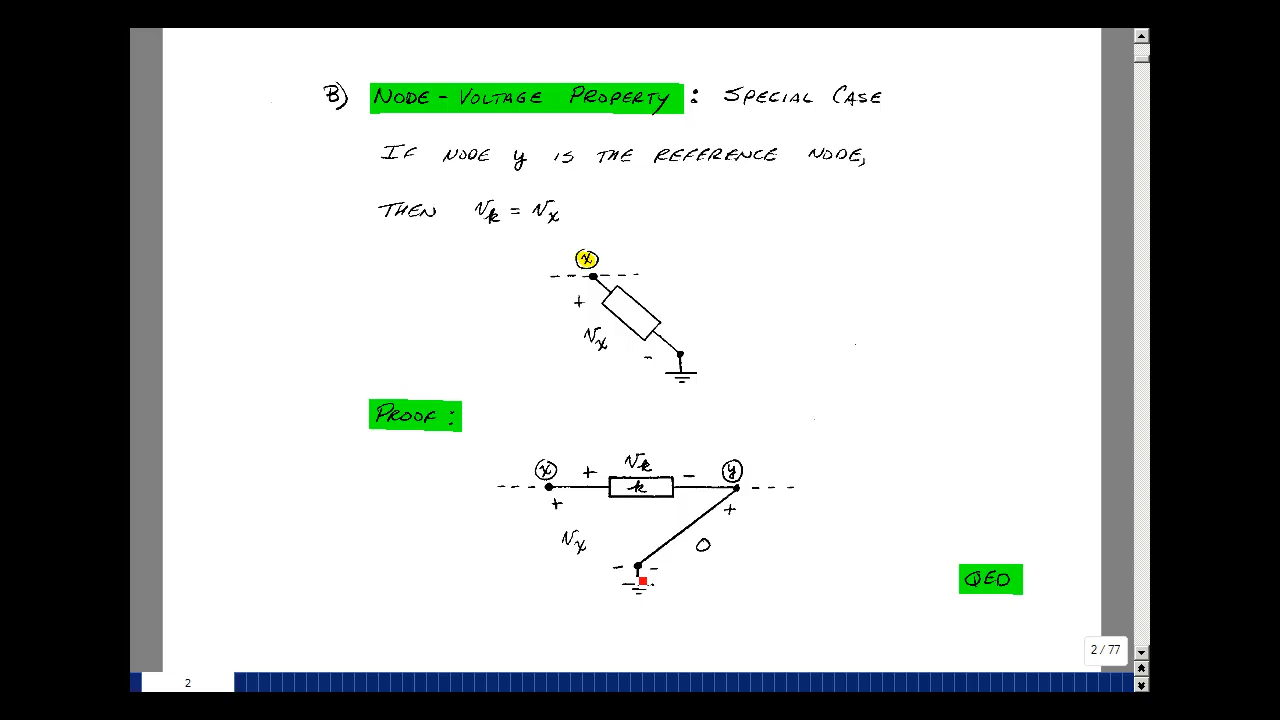 B) NODE-VOLTAGE PROPERTY: SPECIAL CASE
IF NODE y IS THE REFERENCE NODE,
THEN Vk = Vx
x
+
Vx
-
PROOF:
x + Vk - y
k
+ +
Vx 0
- -
QED
2 / 77
2